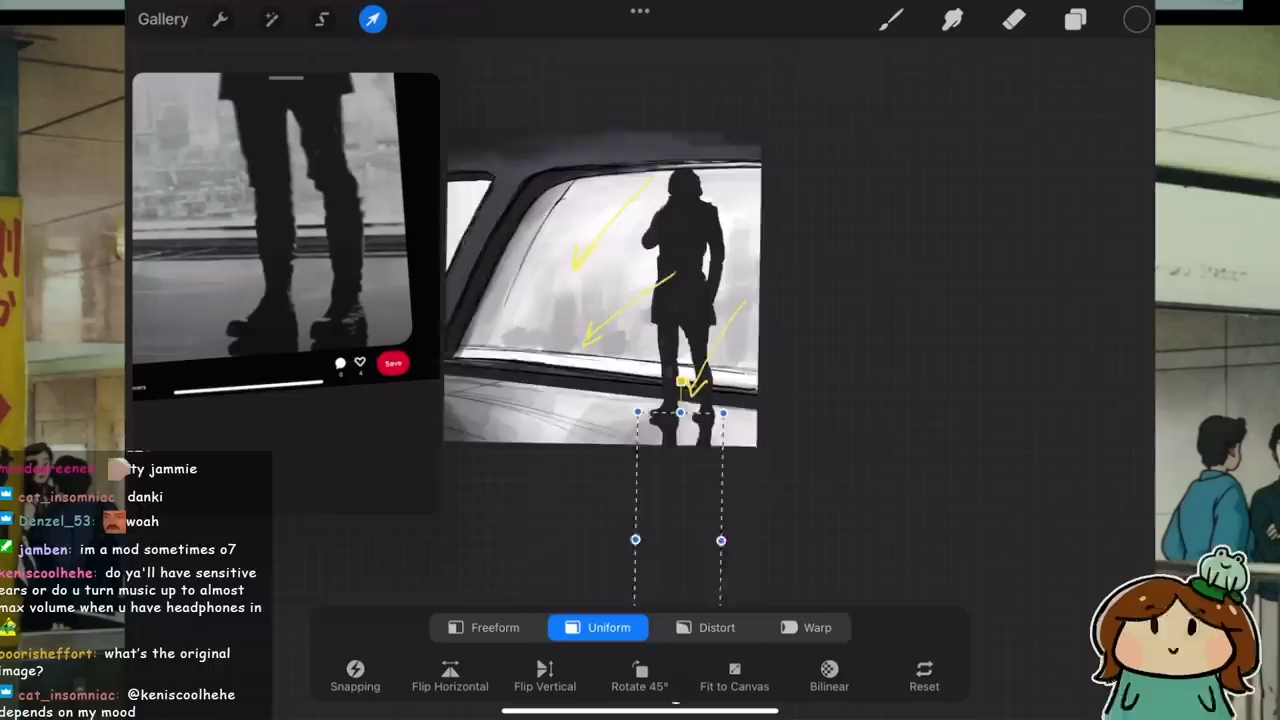 Gallery
Save
mondaygreenee ty jammie
cat_insomniac danki
Denzel_53: woah
jamben: im a mod sometimes o7
keniscoolhehe: do ya'll have sensitive
ears or do u turn music up to almost
max volume when u have headphones in
poorisheffort: what's the original
image?
cat_insomniac: @keniscoolhehe
depends on my mood
Freeform
Uniform
Distort
Warp
Snapping
Flip Horizontal
Flip Vertical
Rotate 45°
Fit to Canvas
Bilinear
Reset
Station